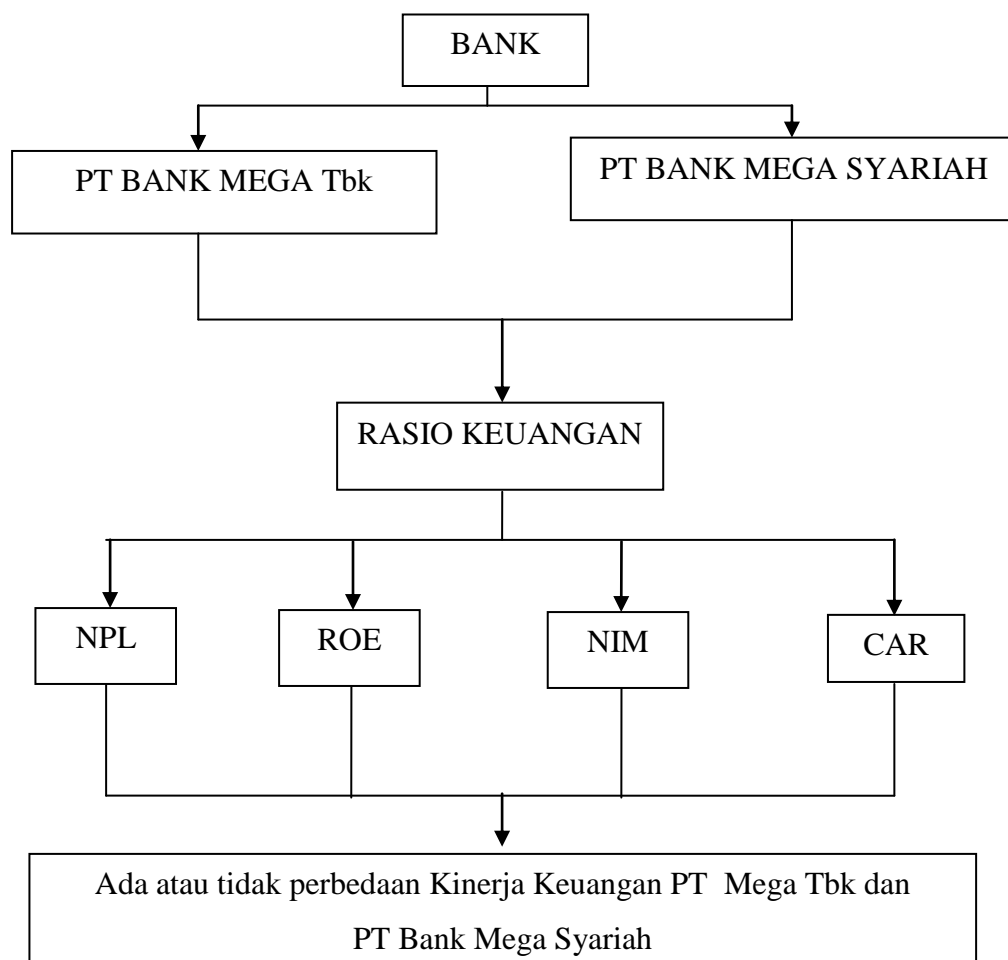 BANK
PT BANK MEGA Tbk
PT BANK MEGA SYARIAH
RASIO KEUANGAN
NPL
ROE
NIM
CAR
Ada atau tidak perbedaan Kinerja Keuangan PT Mega Tbk dan
PT Bank Mega Syariah